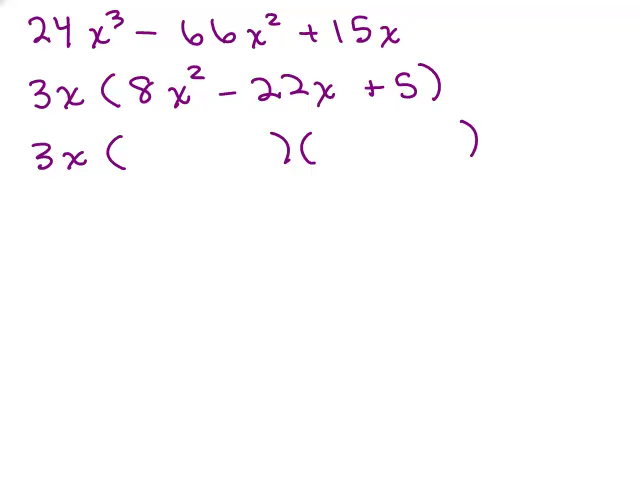 24x³ - 66x² + 15x
3x(8x² - 22x + 5)
3x(      )(      )